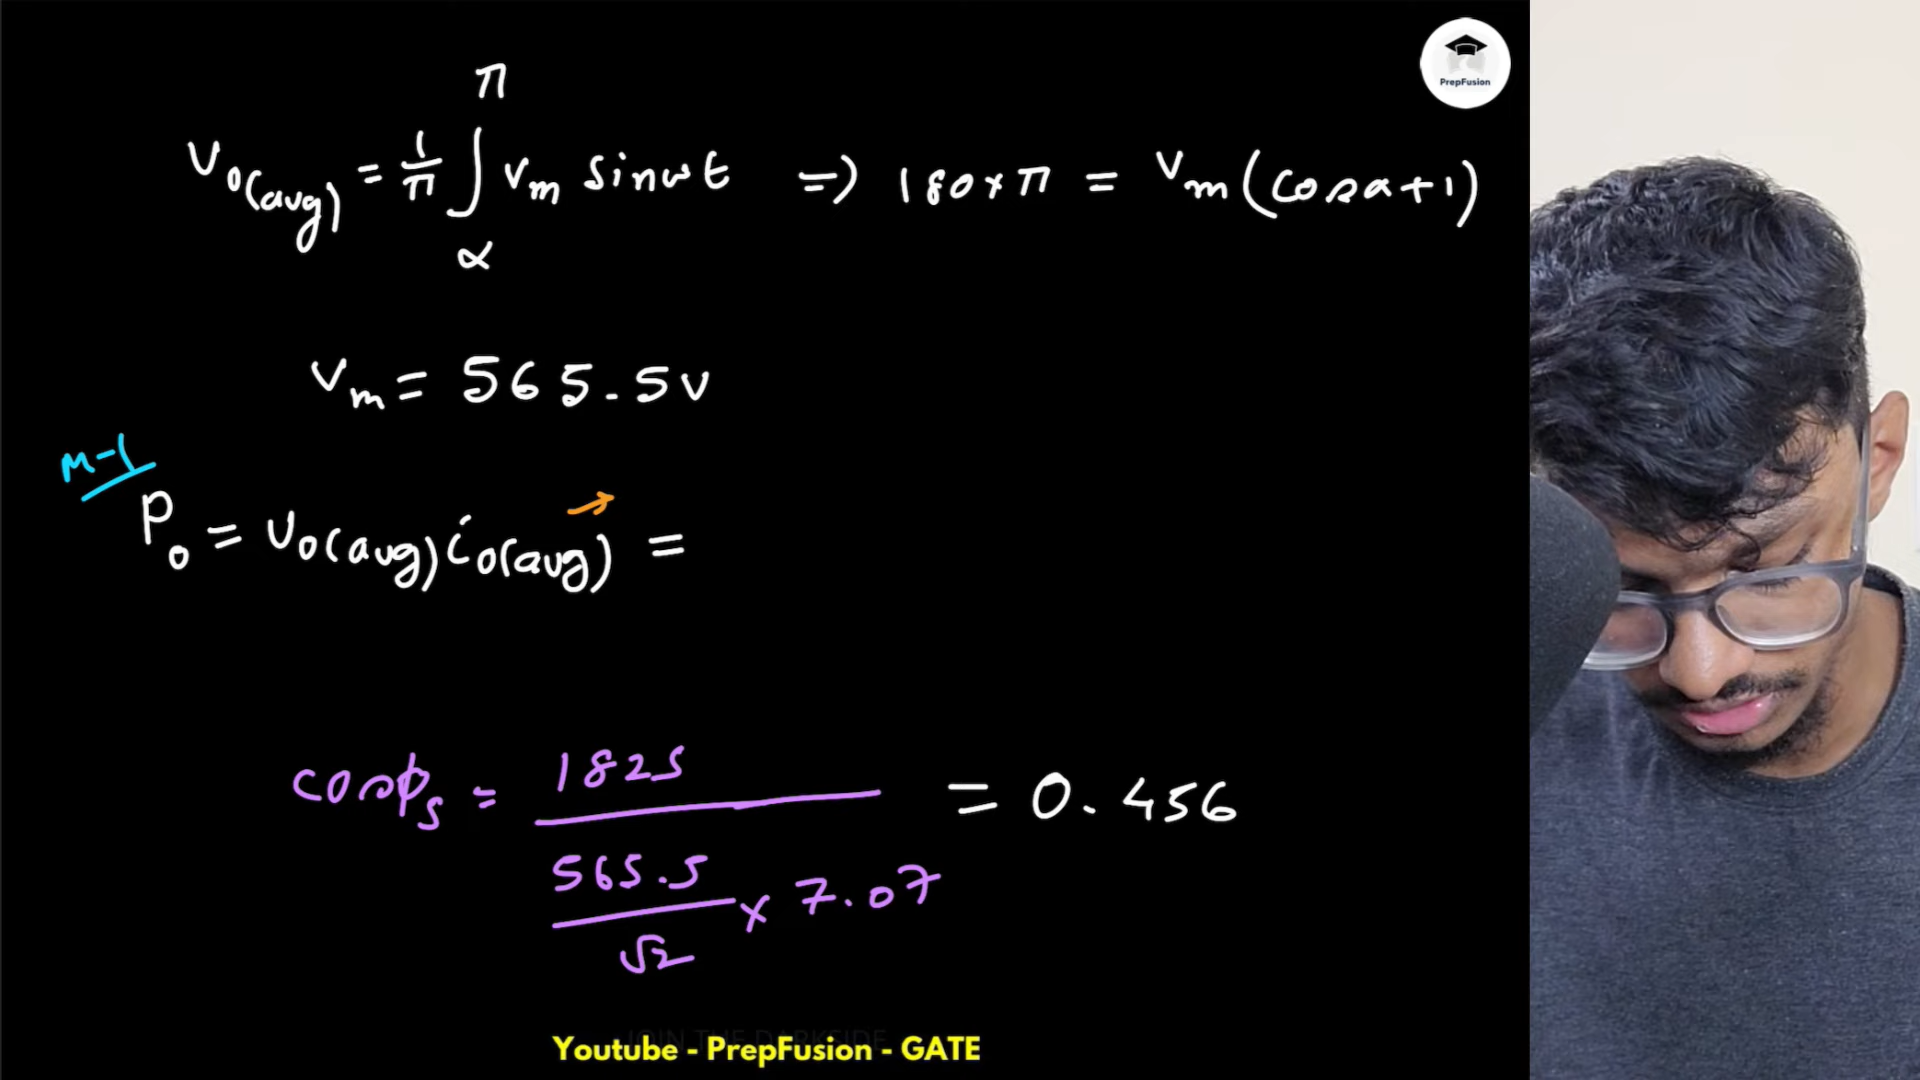 PrepFusion
π
V₀(avg) = 1/π ∫ Vm sinωt ⇒ 180×π = Vm(cosα+1)
α
Vm = 565.5V
M-1
P₀ = V₀(avg) i₀(avg) =
cosϕs = 1825 / (565.5/√2 × 7.07) = 0.456
Youtube - PrepFusion - GATE